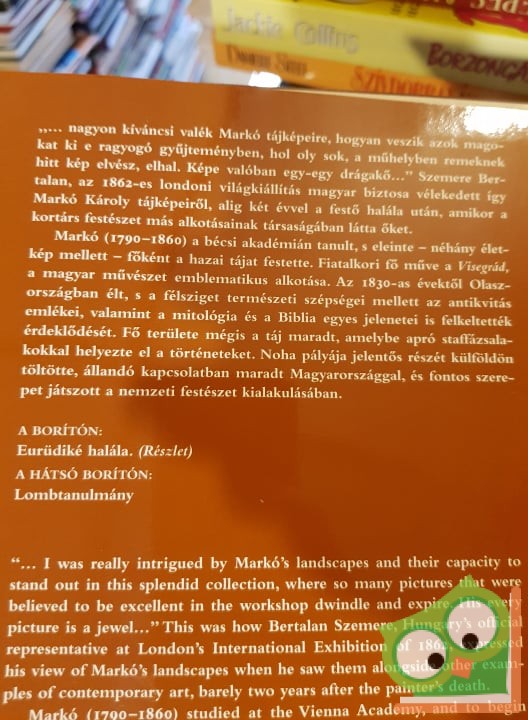 Jackie Collins
BORZONGÁ
„... nagyon kíváncsi valék Markó tájképeire, hogyan veszik azok mago-
kat ki e ragyogó gyűjteményben, hol oly sok, a műhelyben remeknek
hitt kép elvész, elhal. Képe valóban egy-egy drágakő...” Szemere Ber-
talan, az 1862-es londoni világkiállítás magyar biztosa vélekedett így
Markó Károly tájképeiről, alig két évvel a festő halála után, amikor a
kortárs festészet más alkotásainak társaságában látta őket.
Markó (1790–1860) a bécsi akadémián tanult, s eleinte – néhány élet-
kép mellett – főként a hazai tájat festette. Fiatalkori fő műve a Visegrád,
a magyar művészet emblematikus alkotása. Az 1830-as évektől Olasz-
országban élt, s a félsziget természeti szépségei mellett az antikvitás
emlékei, valamint a mitológia és a Biblia egyes jelenetei is felkeltették
érdeklődését. Fő területe mégis a táj maradt, amelybe apró staffázsala-
kokkal helyezte el a történeteket. Noha pályája jelentős részét külföldön
töltötte, állandó kapcsolatban maradt Magyarországgal, és fontos szere-
pet játszott a nemzeti festészet kialakulásában.
A BORÍTÓN:
Eurüdiké halála. (Részlet)
A HÁTSÓ BORÍTÓN:
Lombtanulmány
“... I was really intrigued by Markó’s landscapes and their capacity to
stand out in this splendid collection, where so many pictures that were
believed to be excellent in the workshop dwindle and expire. His every
picture is a jewel...” This was how Bertalan Szemere, Hungary’s official
representative at London’s International Exhibition of 1862 expressed
his view of Markó’s landscapes when he saw them alongside other exam-
ples of contemporary art, barely two years after the painter’s death.
Markó (1790–1860) studied at the Vienna Academy, and to begin